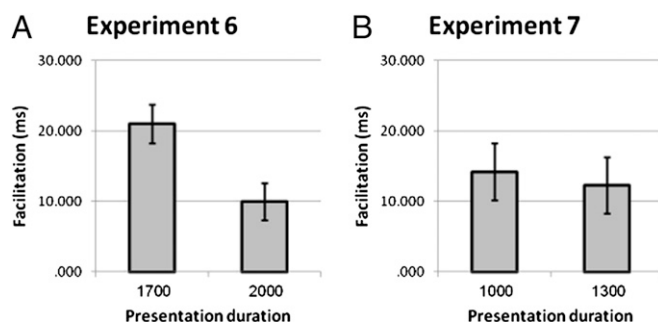 A Experiment 6
Facilitation (ms)
30.000
20.000
10.000
.000
1700 2000
Presentation duration
B Experiment 7
Facilitation (ms)
30.000
20.000
10.000
.000
1000 1300
Presentation duration